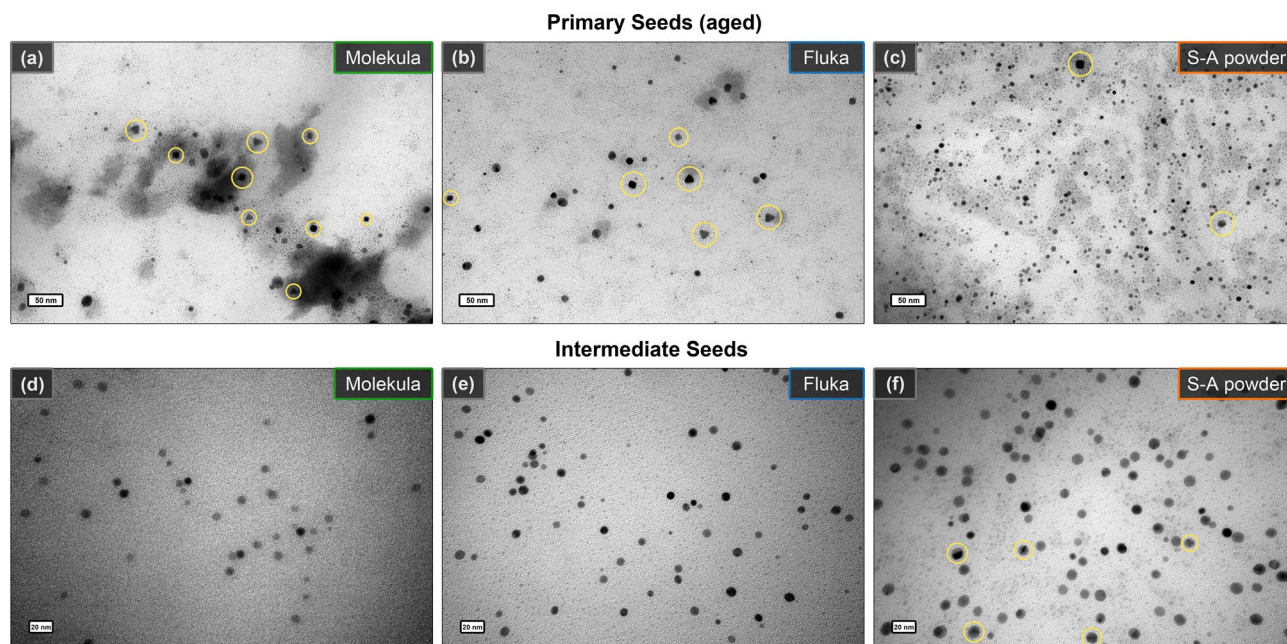 Primary Seeds (aged)
(a) Molekula
(b) Fluka
(c) S-A powder
50 nm
50 nm
50 nm
Intermediate Seeds
(d) Molekula
(e) Fluka
(f) S-A powder
20 nm
20 nm
20 nm